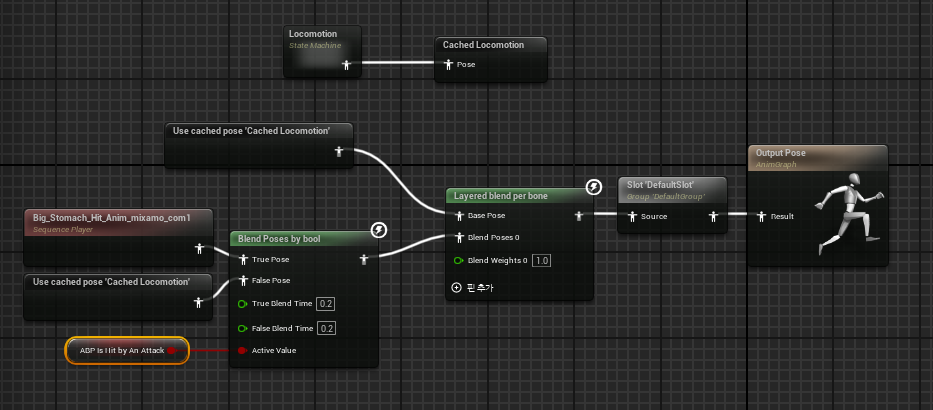 Locomotion
State Machine
Cached Locomotion
Pose
Use cached pose 'Cached Locomotion'
Big_Stomach_Hit_Anim_mixamo_com1
Sequence Player
Use cached pose 'Cached Locomotion'
ABP Is Hit by An Attack
Blend Poses by bool
True Pose
False Pose
True Blend Time 0.2
False Blend Time 0.2
Active Value
Layered blend per bone
Base Pose
Blend Poses 0
Blend Weights 0 1.0
핀 추가
Slot 'DefaultSlot'
Group 'DefaultGroup'
Source
Output Pose
AnimGraph
Result